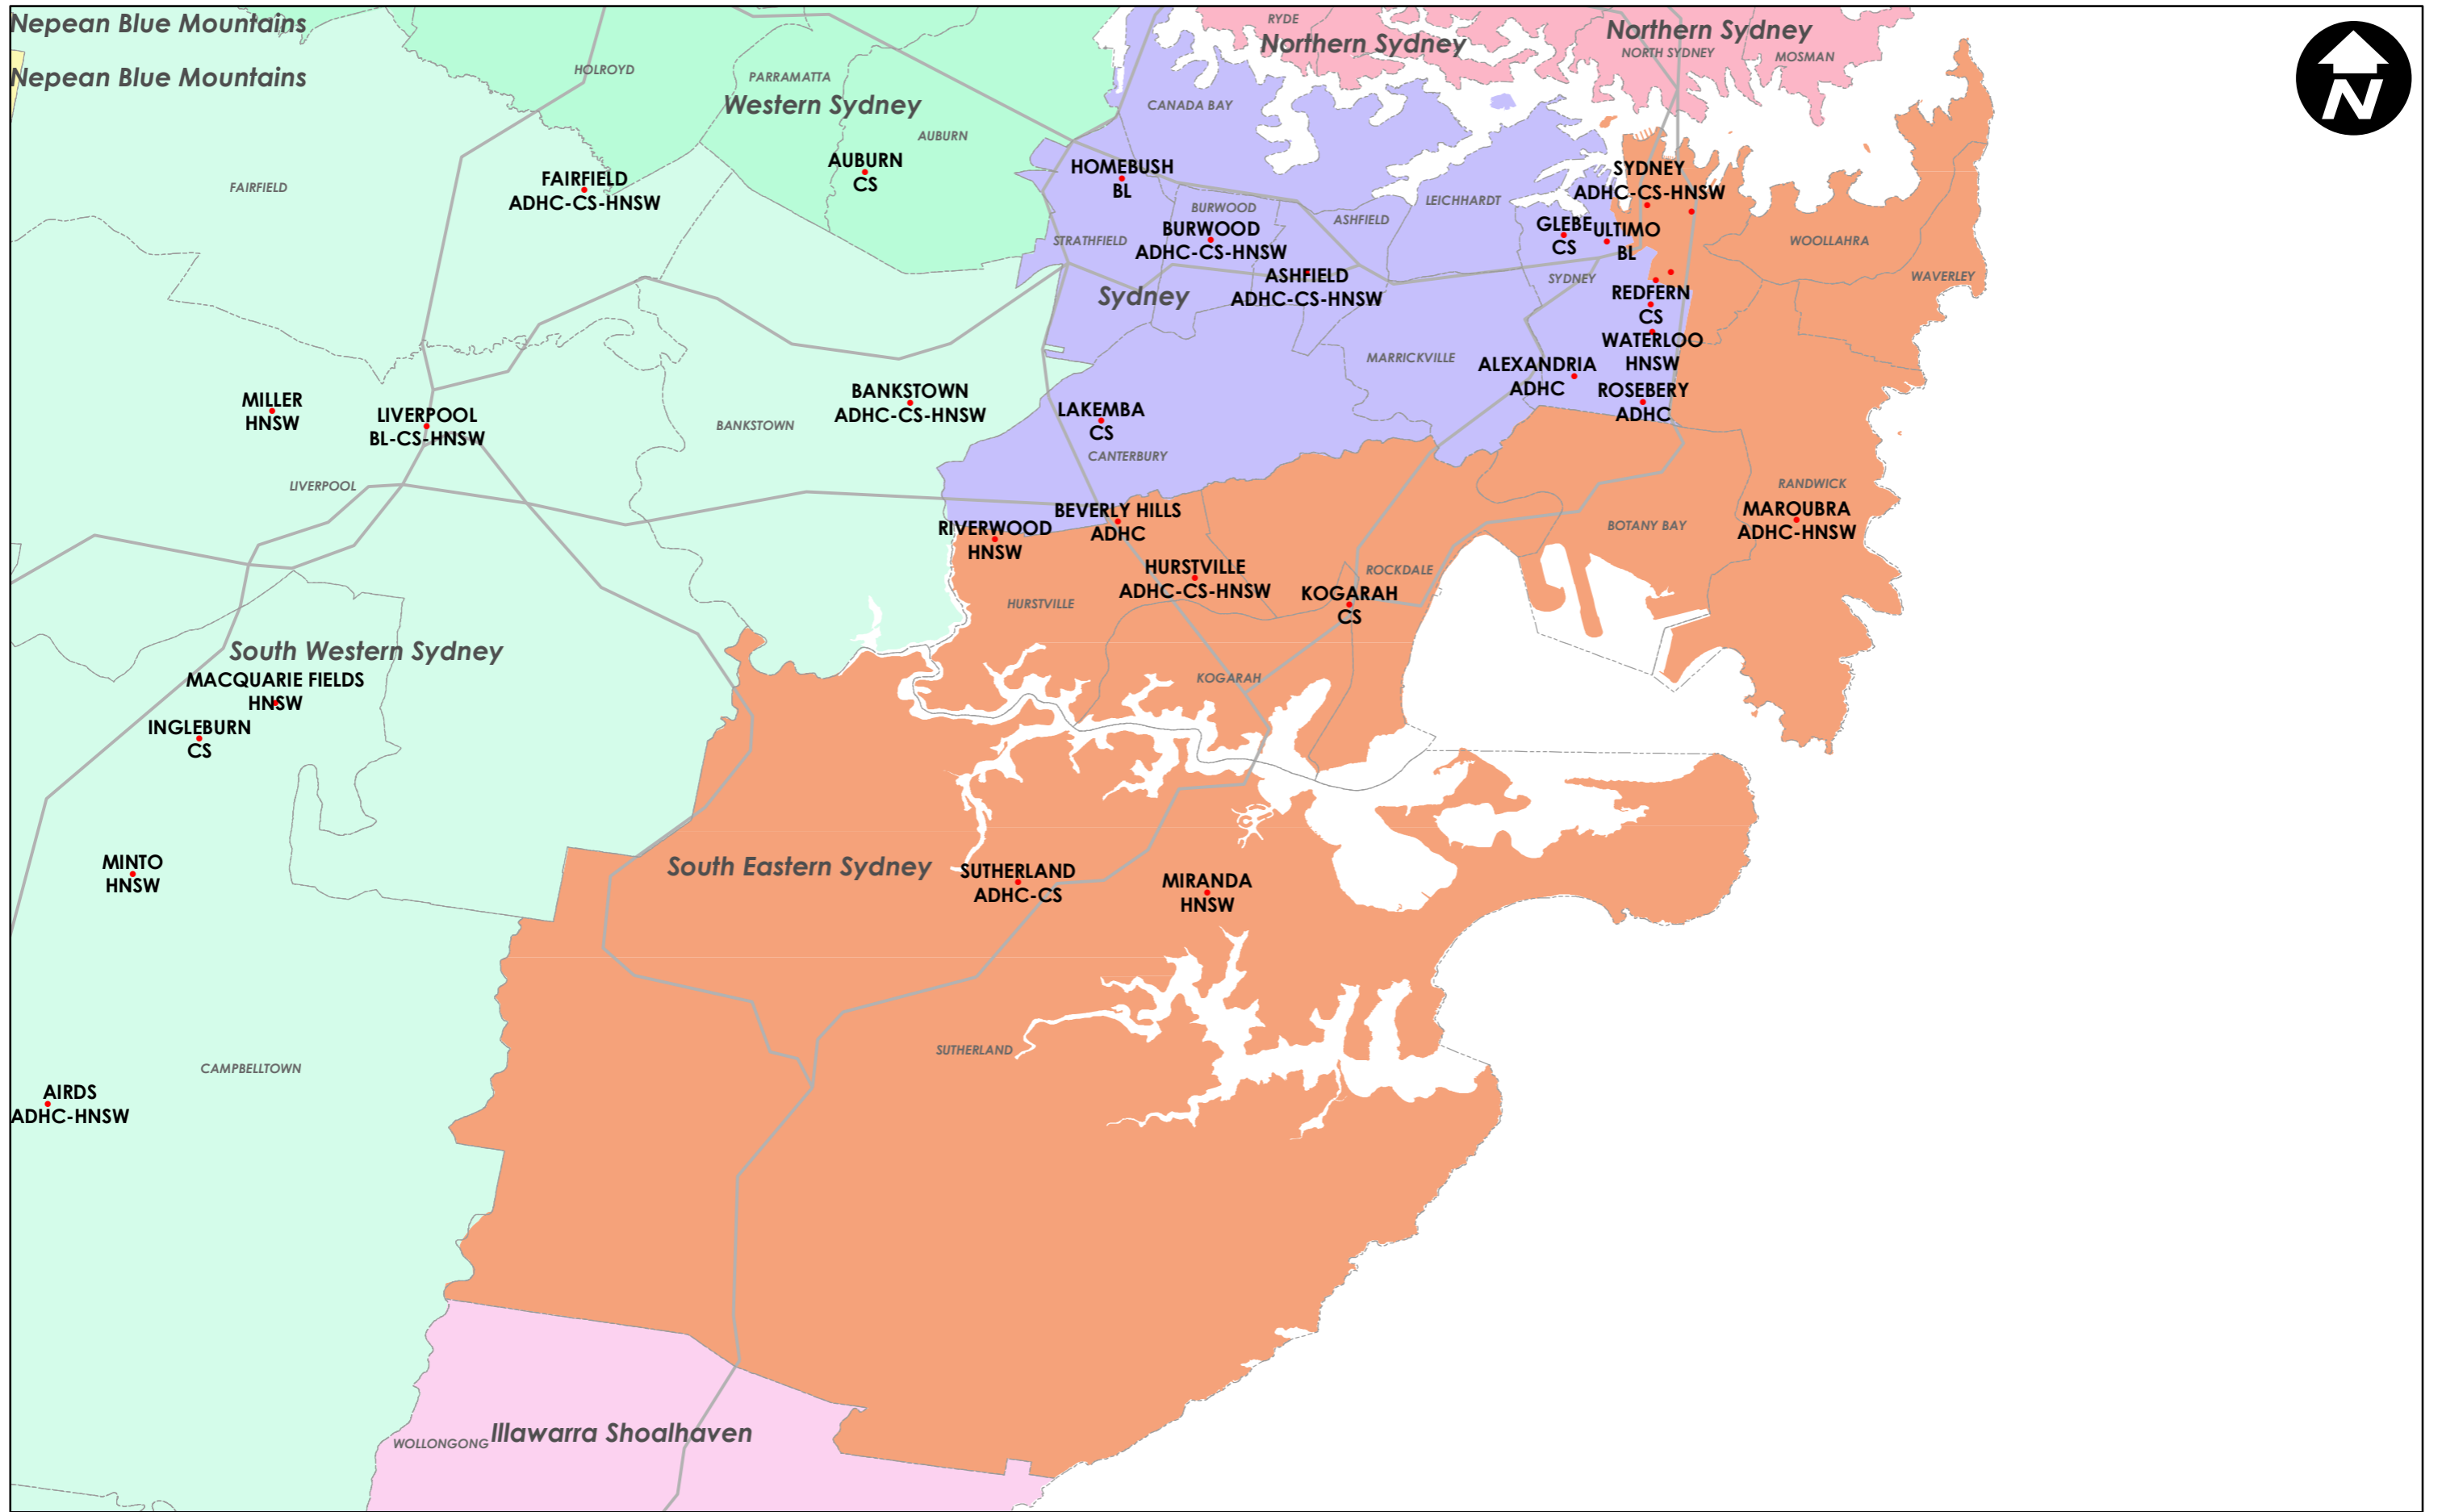 Nepean Blue Mountains
Nepean Blue Mountains
HOLROYD
PARRAMATTA
Western Sydney
AUBURN
RYDE
Northern Sydney
Northern Sydney
NORTH SYDNEY
MOSMAN
CANADA BAY
FAIRFIELD
FAIRFIELD
ADHC-CS-HNSW
AUBURN
CS
HOMEBUSH
BL
BURWOOD
BURWOOD
ADHC-CS-HNSW
STRATHFIELD
ASHFIELD
LEICHHARDT
SYDNEY
ADHC-CS-HNSW
GLEBE
CS
ULTIMO
BL
WOOLLAHRA
WAVERLEY
ASHFIELD
ADHC-CS-HNSW
Sydney
SYDNEY
REDFERN
CS
WATERLOO
HNSW
MARRICKVILLE
ALEXANDRIA
ADHC
ROSEBERY
ADHC
MILLER
HNSW
LIVERPOOL
BL-CS-HNSW
BANKSTOWN
BANKSTOWN
ADHC-CS-HNSW
LAKEMBA
CS
CANTERBURY
LIVERPOOL
RANDWICK
MAROUBRA
ADHC-HNSW
BOTANY BAY
BEVERLY HILLS
ADHC
RIVERWOOD
HNSW
HURSTVILLE
ADHC-CS-HNSW
ROCKDALE
KOGARAH
CS
HURSTVILLE
KOGARAH
South Western Sydney
MACQUARIE FIELDS
HNSW
INGLEBURN
CS
MINTO
HNSW
South Eastern Sydney
SUTHERLAND
ADHC-CS
MIRANDA
HNSW
SUTHERLAND
CAMPBELLTOWN
AIRDS
ADHC-HNSW
WOLLONGONG
Illawarra Shoalhaven
N